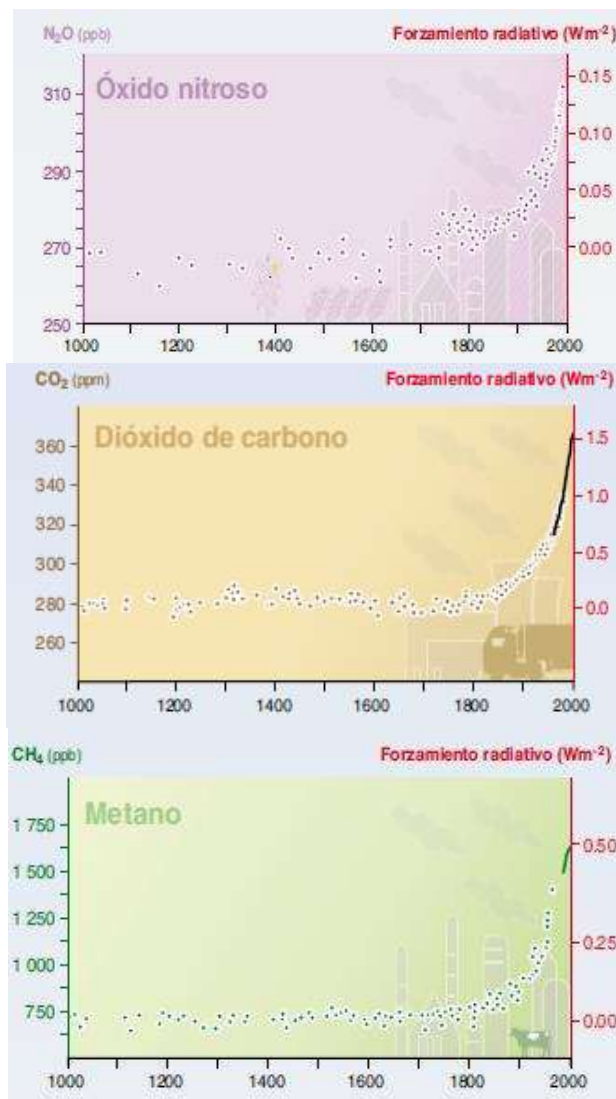 N₂O (ppb) Forzamiento radiativo (Wm⁻²)
Óxido nitroso
310
290
270
250
0.15
0.10
0.05
0.00
1000 1200 1400 1600 1800 2000
CO₂ (ppm) Forzamiento radiativo (Wm⁻²)
Dióxido de carbono
360
340
320
300
280
260
1.5
1.0
0.5
0.0
1000 1200 1400 1600 1800 2000
CH₄ (ppb) Forzamiento radiativo (Wm⁻²)
Metano
1 750
1 500
1 250
1 000
750
0.50
0.25
0.00
1000 1200 1400 1600 1800 2000